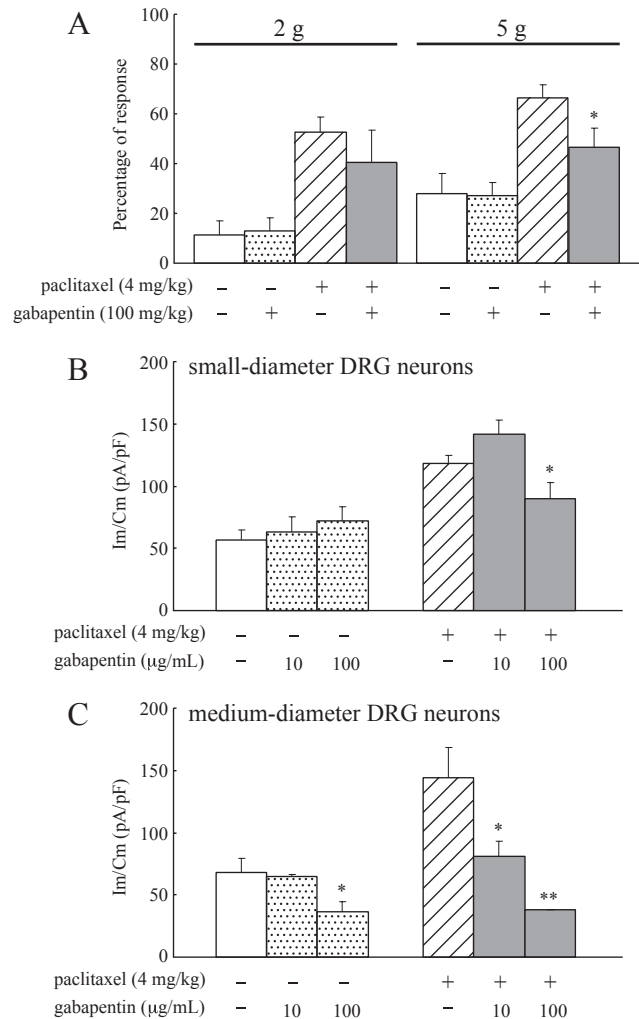 A
2 g
5 g
Percentage of response
100
80
60
40
20
0
*
paclitaxel (4 mg/kg) – – + + – – + +
gabapentin (100 mg/kg) – + – + – + – +
B
small-diameter DRG neurons
Im/Cm (pA/pF)
200
150
100
50
0
*
paclitaxel (4 mg/kg) – – – + + +
gabapentin (µg/mL) – 10 100 – 10 100
C
medium-diameter DRG neurons
Im/Cm (pA/pF)
200
150
100
50
0
* * **
paclitaxel (4 mg/kg) – – – + + +
gabapentin (µg/mL) – 10 100 – 10 100